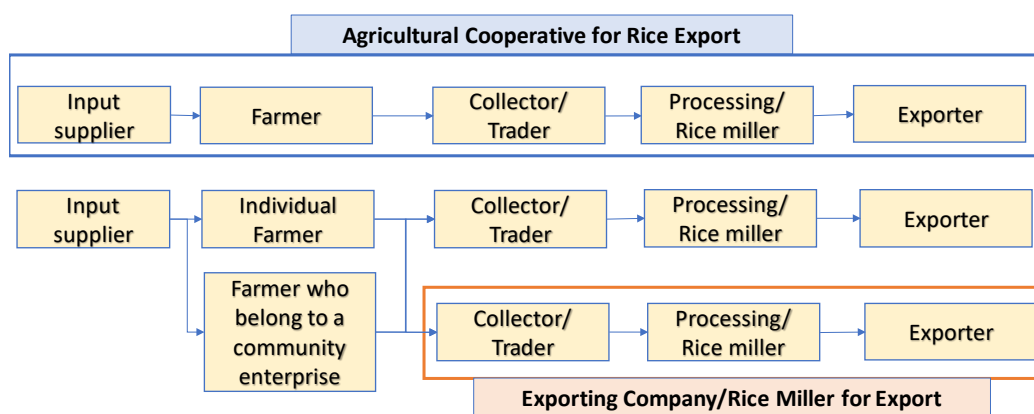 Agricultural Cooperative for Rice Export
Input
supplier
Farmer
Collector/
Trader
Processing/
Rice miller
Exporter
Input
supplier
Individual
Farmer
Collector/
Trader
Processing/
Rice miller
Exporter
Farmer who
belong to a
community
enterprise
Collector/
Trader
Processing/
Rice miller
Exporter
Exporting Company/Rice Miller for Export